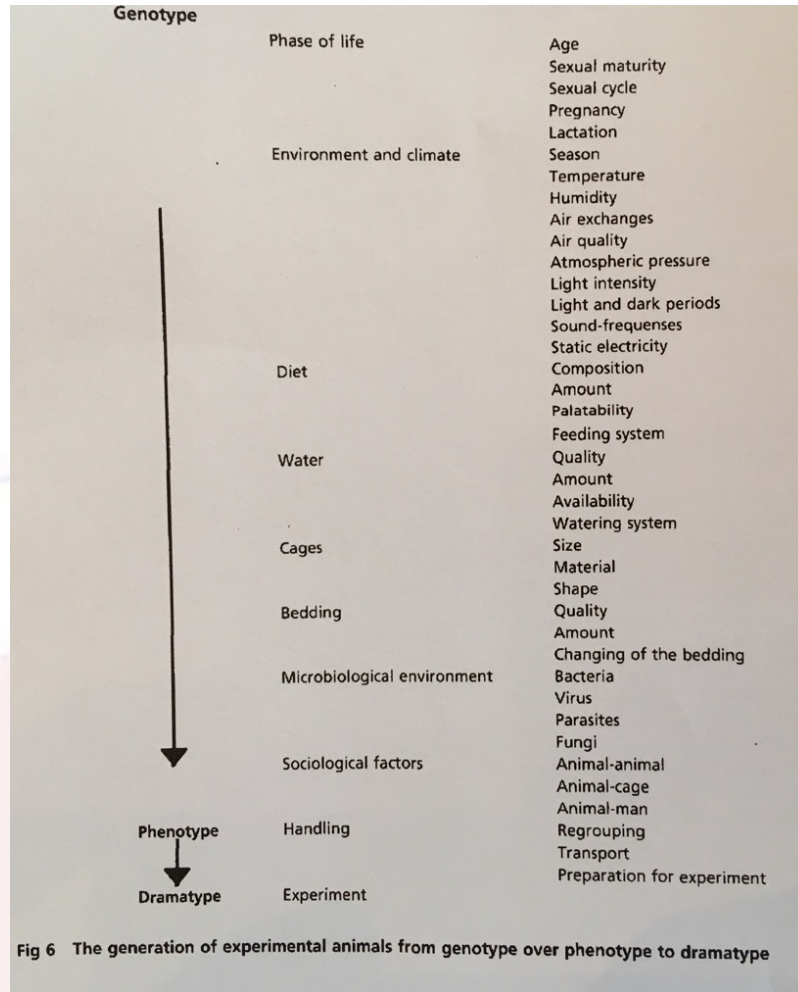 Genotype
Phase of life Age
Sexual maturity
Sexual cycle
Pregnancy
Lactation
Environment and climate Season
Temperature
Humidity
Air exchanges
Air quality
Atmospheric pressure
Light intensity
Light and dark periods
Sound-frequenses
Static electricity
Diet Composition
Amount
Palatability
Feeding system
Water Quality
Amount
Availability
Watering system
Cages Size
Material
Shape
Bedding Quality
Amount
Changing of the bedding
Microbiological environment Bacteria
Virus
Parasites
Fungi
Sociological factors Animal-animal
Animal-cage
Animal-man
Phenotype Handling Regrouping
Transport
Preparation for experiment
Dramatype Experiment
Fig 6 The generation of experimental animals from genotype over phenotype to dramatype